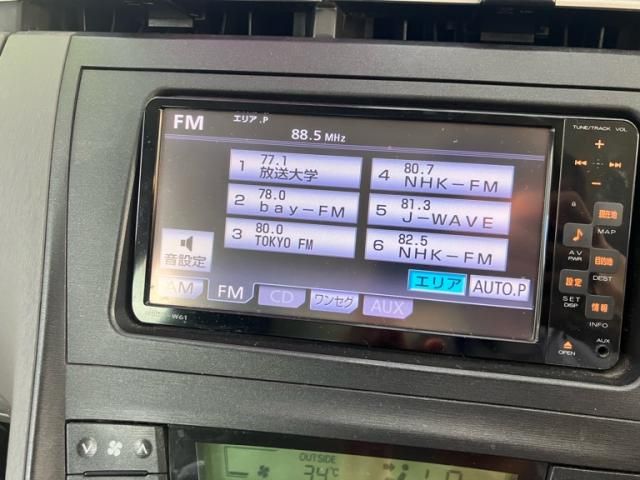 FM
エリア.P
88.5 MHz
1 77.1 放送大学
2 78.0 bay-FM
3 80.0 TOKYO FM
4 80.7 NHK-FM
5 81.3 J-WAVE
6 82.5 NHK-FM
音設定
エリア AUTO.P
AM FM CD ワンセグ AUX
W61
TUNE/TRACK VOL
+
−
現在地
MAP
AV
PWR
目的地
DEST
設定
SET
DISP
情報
INFO
OPEN
AUX
OUTSIDE
34℃